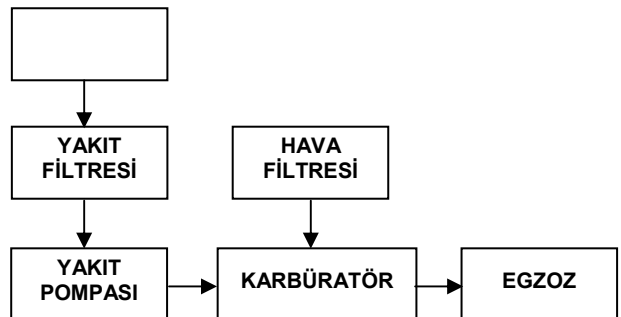 YAKIT
FİLTRESİ
HAVA
FİLTRESİ
YAKIT
POMPASI
KARBÜRATÖR
EGZOZ